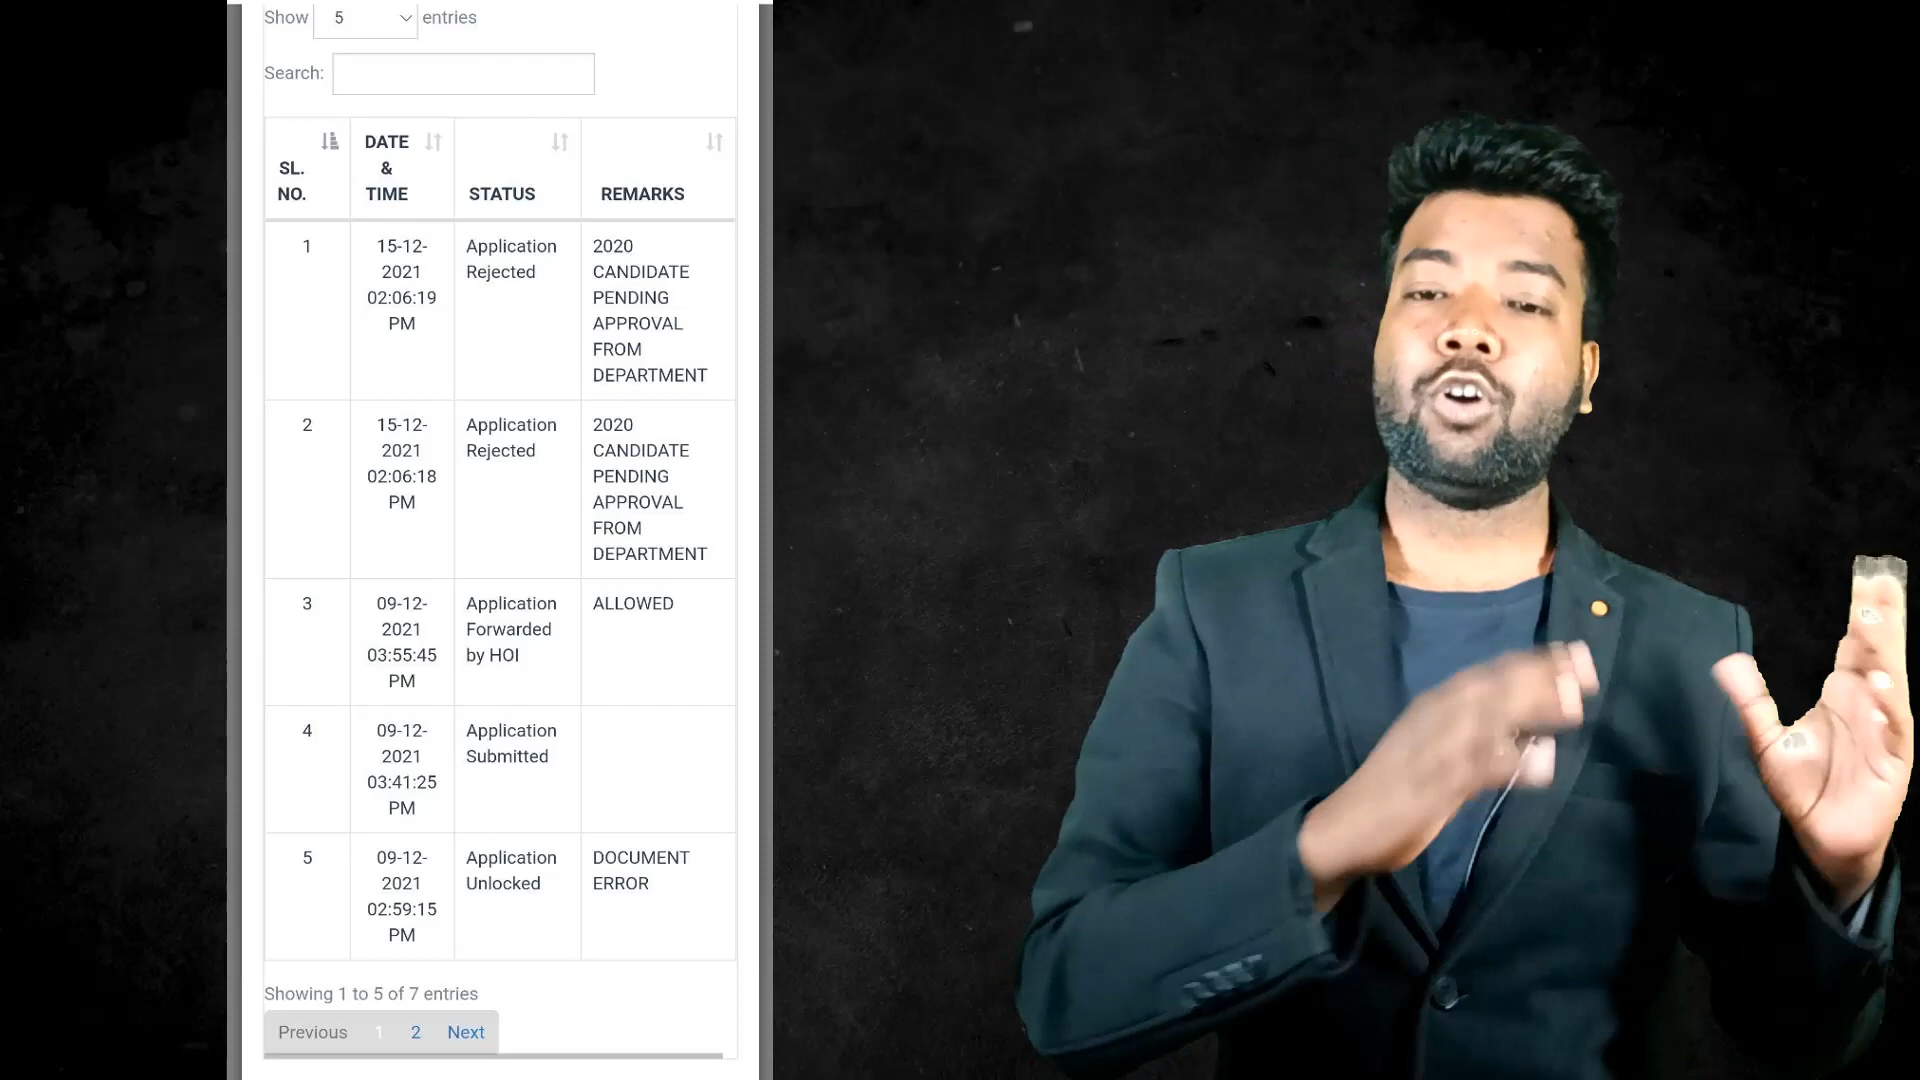 Show 5 entries
Search:
SL.
NO.
DATE
&
TIME
STATUS
REMARKS
1
15-12-
2021
02:06:19
PM
Application
Rejected
2020
CANDIDATE
PENDING
APPROVAL
FROM
DEPARTMENT
2
15-12-
2021
02:06:18
PM
Application
Rejected
2020
CANDIDATE
PENDING
APPROVAL
FROM
DEPARTMENT
3
09-12-
2021
03:55:45
PM
Application
Forwarded
by HOI
ALLOWED
4
09-12-
2021
03:41:25
PM
Application
Submitted
5
09-12-
2021
02:59:15
PM
Application
Unlocked
DOCUMENT
ERROR
Showing 1 to 5 of 7 entries
Previous 1 2 Next